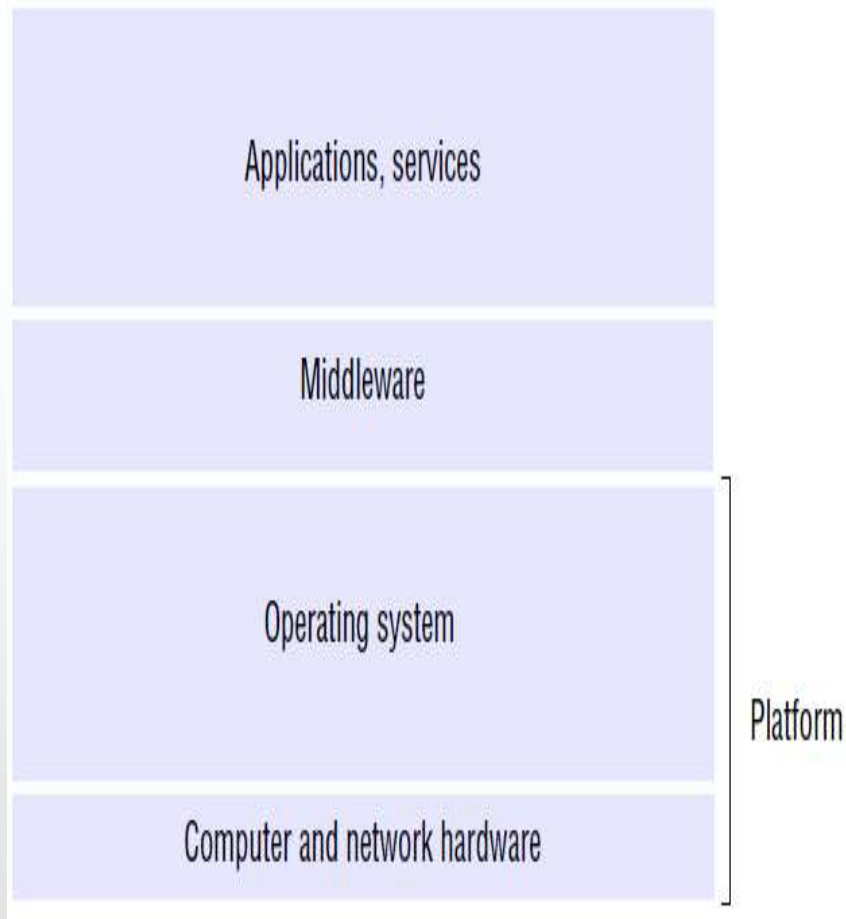 Applications, services
Middleware
Operating system
Platform
Computer and network hardware